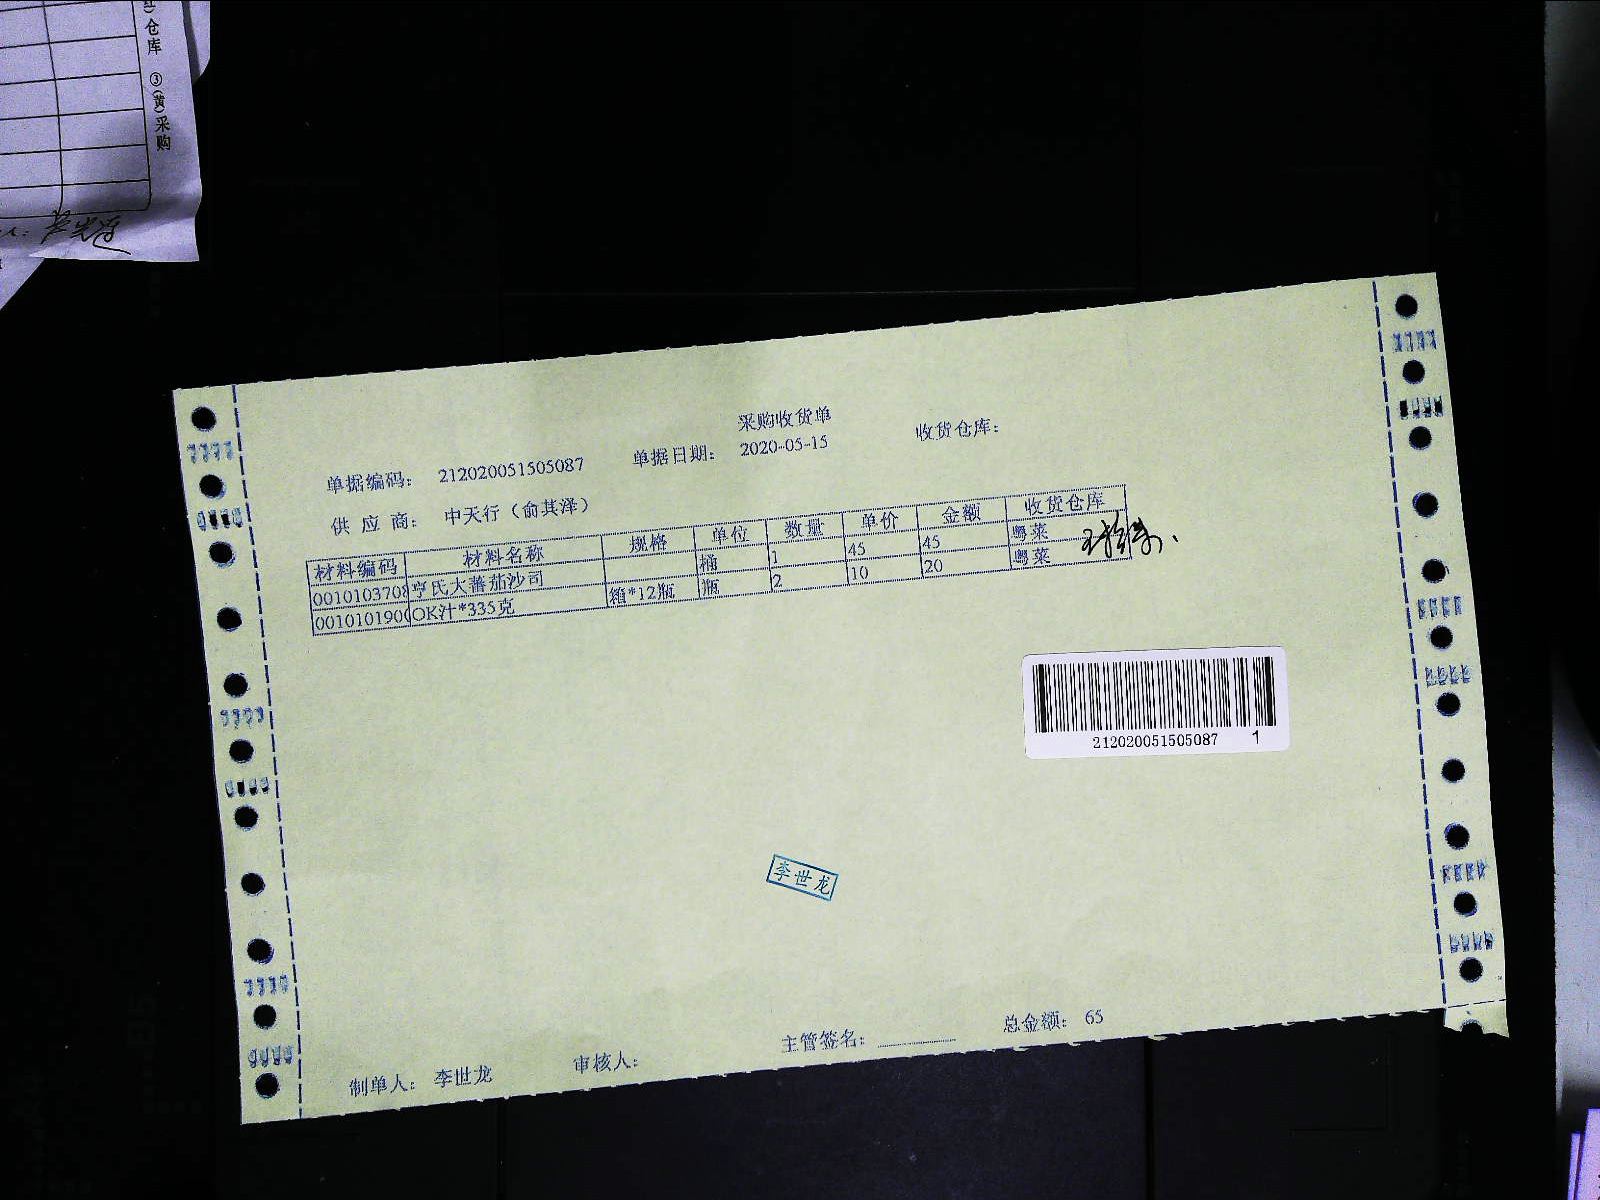 仓库 ③(黄)采购
采购收货单
单据编码: 212020051505087 单据日期: 2020-05-15 收货仓库:
供 应 商: 中天行(俞其泽)
材料编码 材料名称 规格 单位 数量 单价 金额 收货仓库
001010370 亨氏大蕃茄沙司 桶 1 45 45 粤菜
001010190 OK汁*335克 箱*12瓶 瓶 2 10 20 粤菜
212020051505087 1
李世龙
制单人: 李世龙 审核人: 主管签名: 总金额: 65